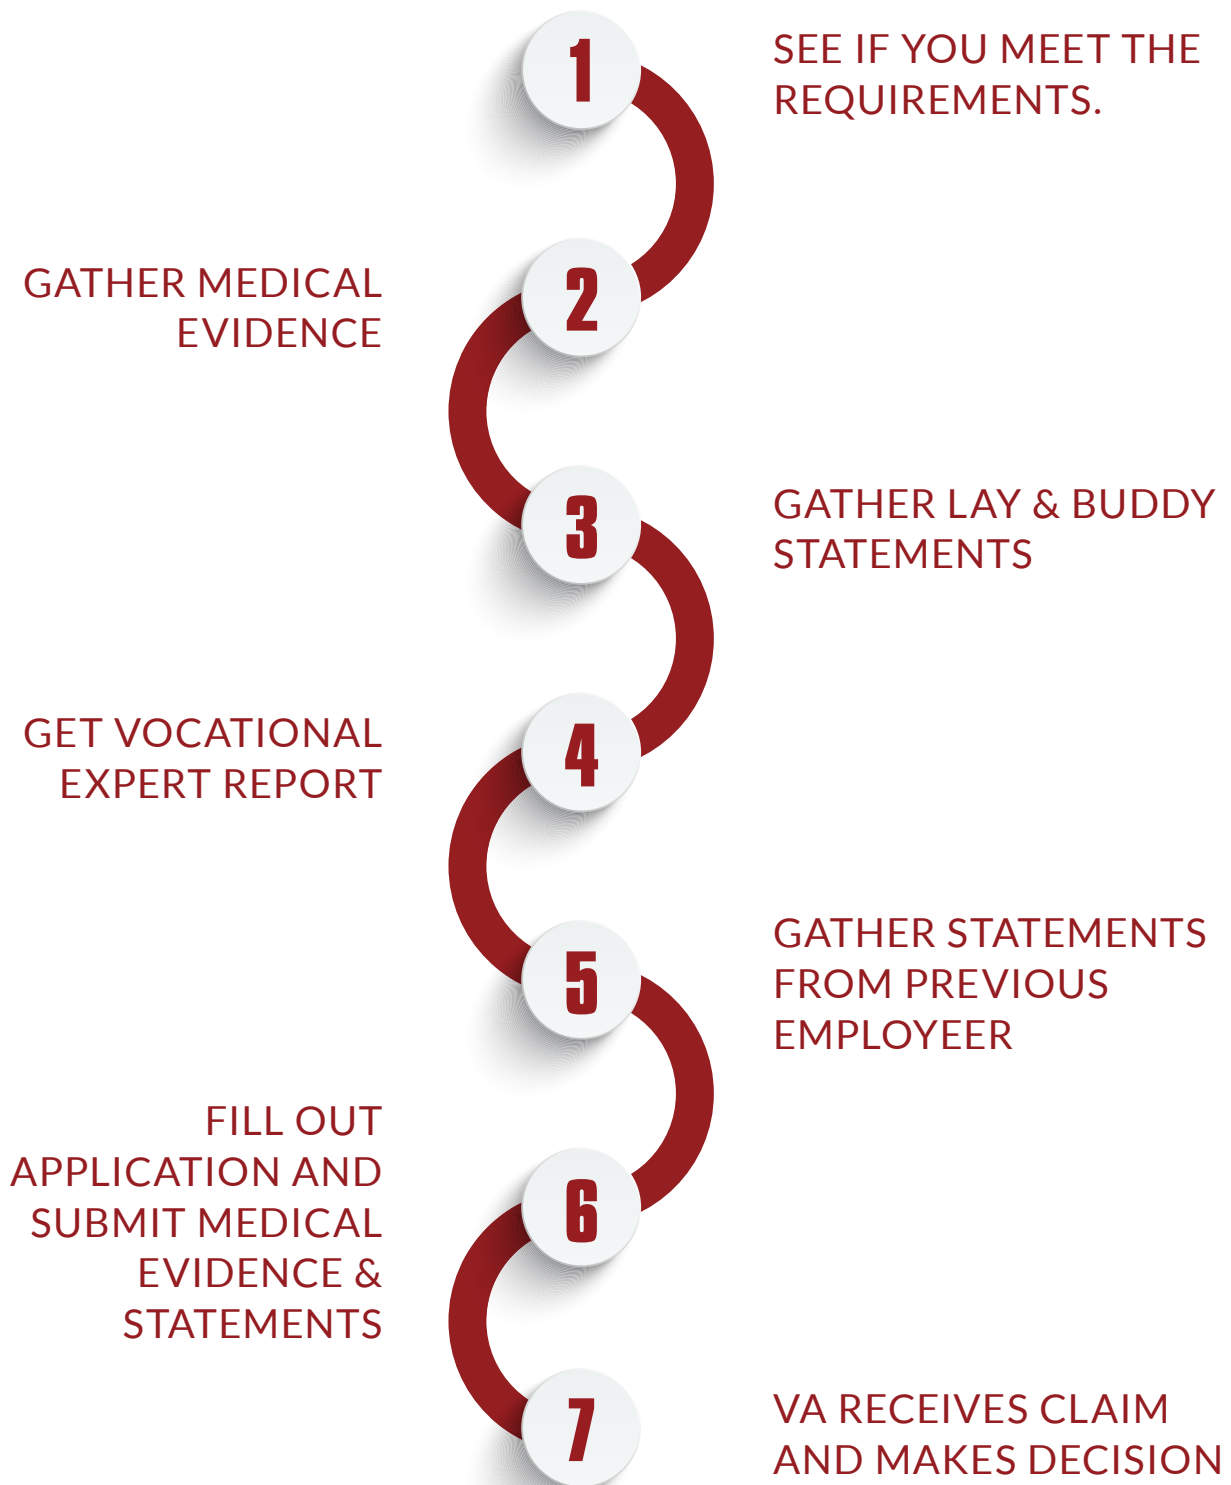 1
SEE IF YOU MEET THE
REQUIREMENTS.
2
GATHER MEDICAL
EVIDENCE
3
GATHER LAY & BUDDY
STATEMENTS
4
GET VOCATIONAL
EXPERT REPORT
5
GATHER STATEMENTS
FROM PREVIOUS
EMPLOYEER
6
FILL OUT
APPLICATION AND
SUBMIT MEDICAL
EVIDENCE &
STATEMENTS
7
VA RECEIVES CLAIM
AND MAKES DECISION